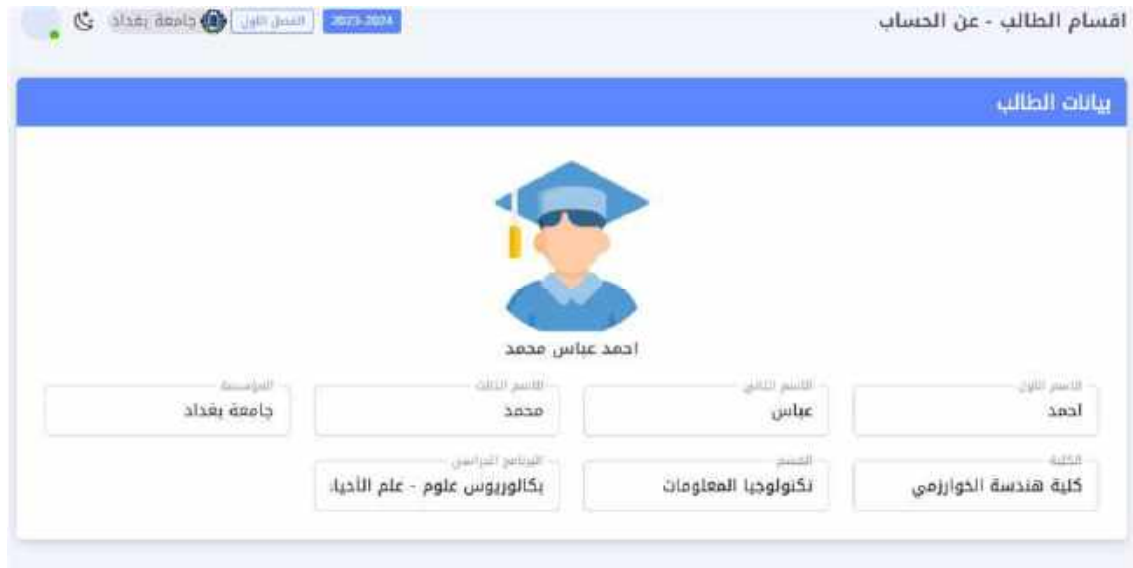 اقسام الطالب - عن الحساب
2023-2024
الفصل الأول
جامعة بغداد
بيانات الطالب
احمد عباس محمد
الاسم الأول
احمد
الاسم الثاني
عباس
الاسم الثالث
محمد
المؤسسة
جامعة بغداد
الكلية
كلية هندسة الخوارزمي
القسم
تكنولوجيا المعلومات
البرنامج الدراسي
بكالوريوس علوم - علم الأحياء